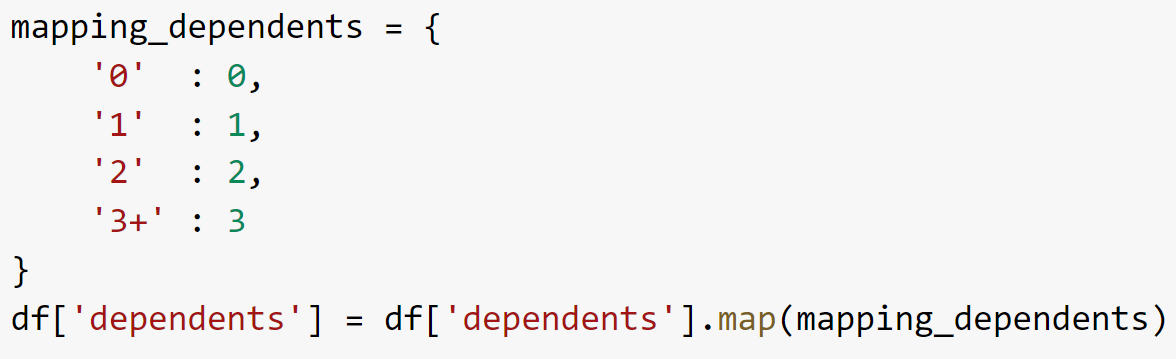 mapping_dependents = {
    '0'  : 0,
    '1'  : 1,
    '2'  : 2,
    '3+' : 3
}
df['dependents'] = df['dependents'].map(mapping_dependents)